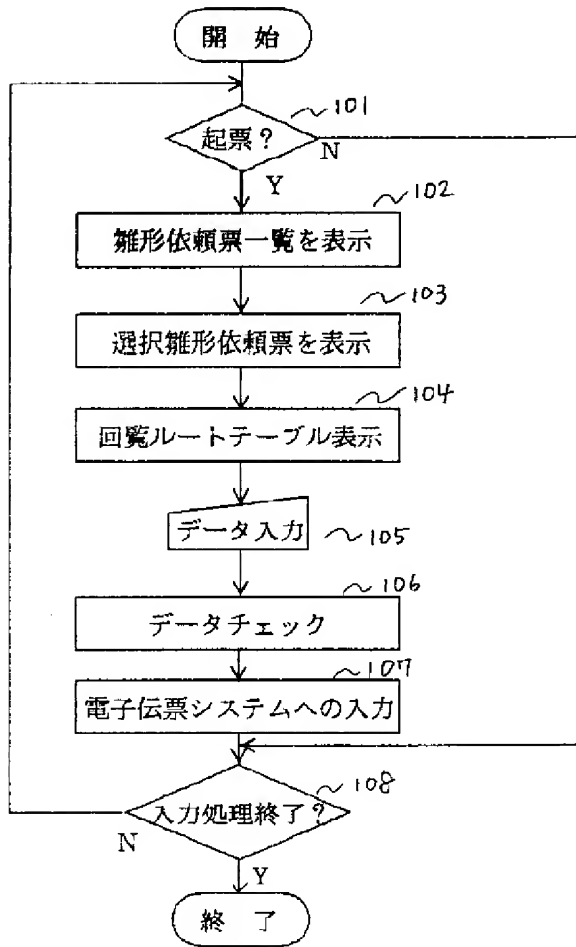 開 始
101
起票?
N
Y
102
雛形依頼票一覧を表示
103
選択雛形依頼票を表示
104
回覧ルートテーブル表示
データ入力
105
106
データチェック
107
電子伝票システムへの入力
108
入力処理終了?
N
Y
終 了